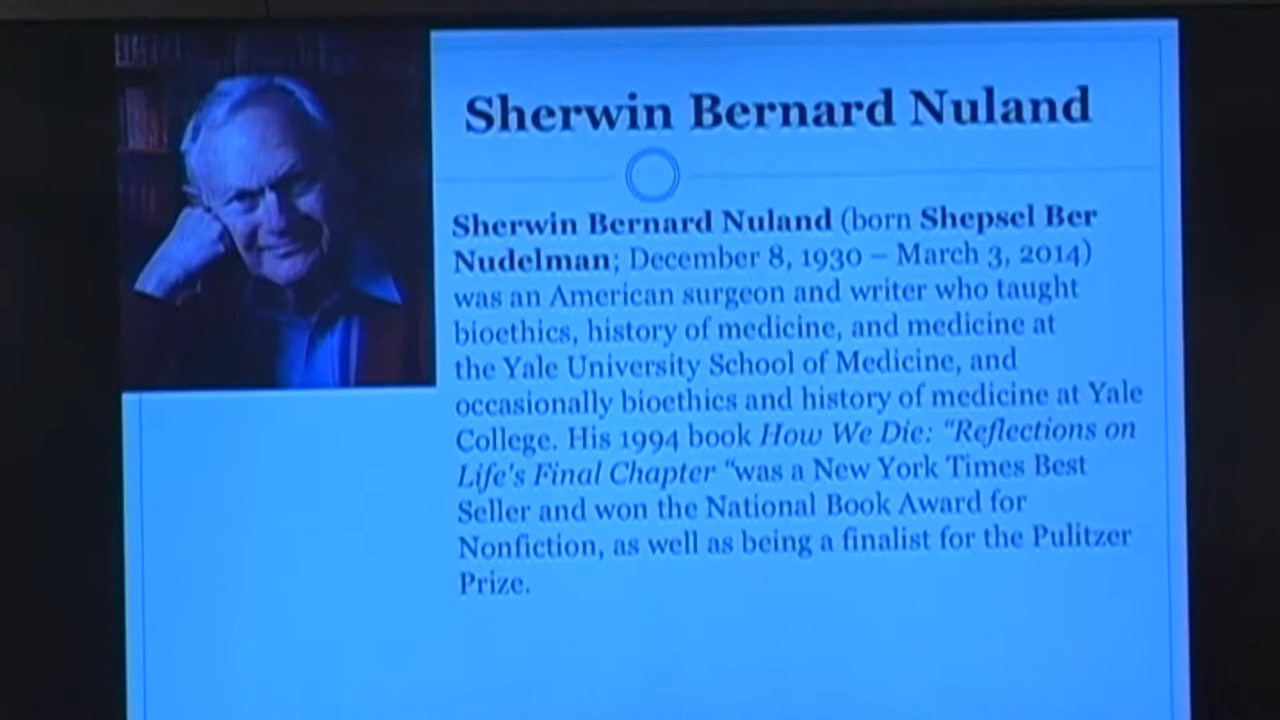 Sherwin Bernard Nuland
Sherwin Bernard Nuland (born Shepsel Ber
Nudelman; December 8, 1930 – March 3, 2014)
was an American surgeon and writer who taught
bioethics, history of medicine, and medicine at
the Yale University School of Medicine, and
occasionally bioethics and history of medicine at Yale
College. His 1994 book How We Die: "Reflections on
Life's Final Chapter “was a New York Times Best
Seller and won the National Book Award for
Nonfiction, as well as being a finalist for the Pulitzer
Prize.